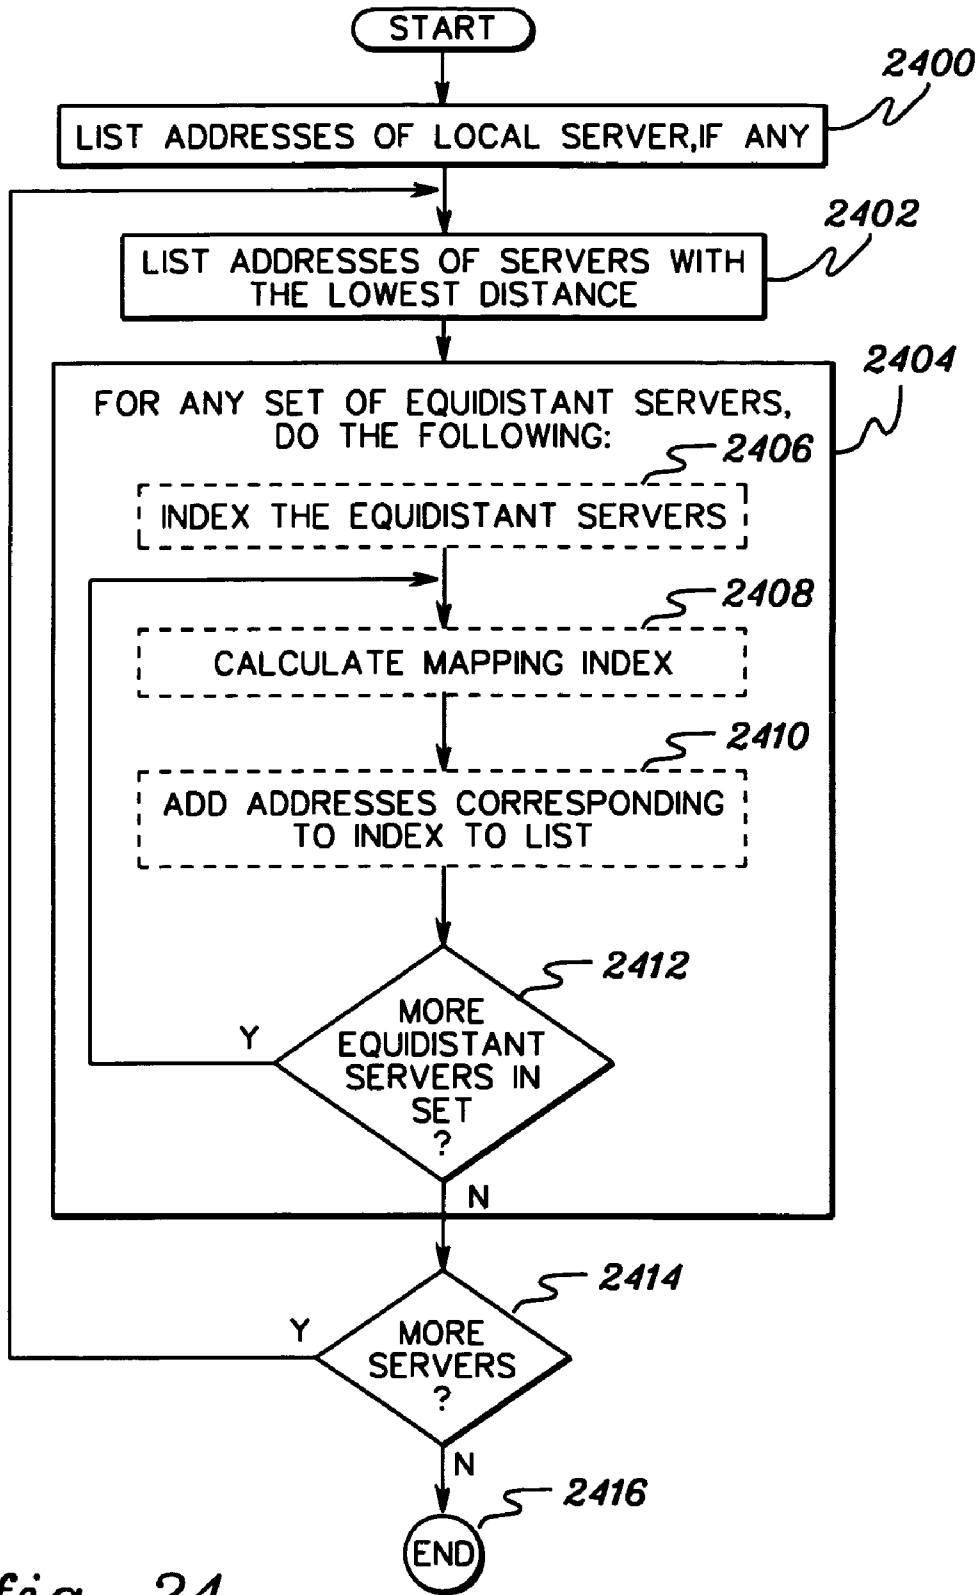 START
2400
LIST ADDRESSES OF LOCAL SERVER,IF ANY
2402
LIST ADDRESSES OF SERVERS WITH
THE LOWEST DISTANCE
2404
FOR ANY SET OF EQUIDISTANT SERVERS,
DO THE FOLLOWING:
2406
INDEX THE EQUIDISTANT SERVERS
2408
CALCULATE MAPPING INDEX
2410
ADD ADDRESSES CORRESPONDING
TO INDEX TO LIST
2412
MORE
EQUIDISTANT
SERVERS IN
SET
?
Y
N
2414
MORE
SERVERS
?
Y
N
2416
END
fig. 24